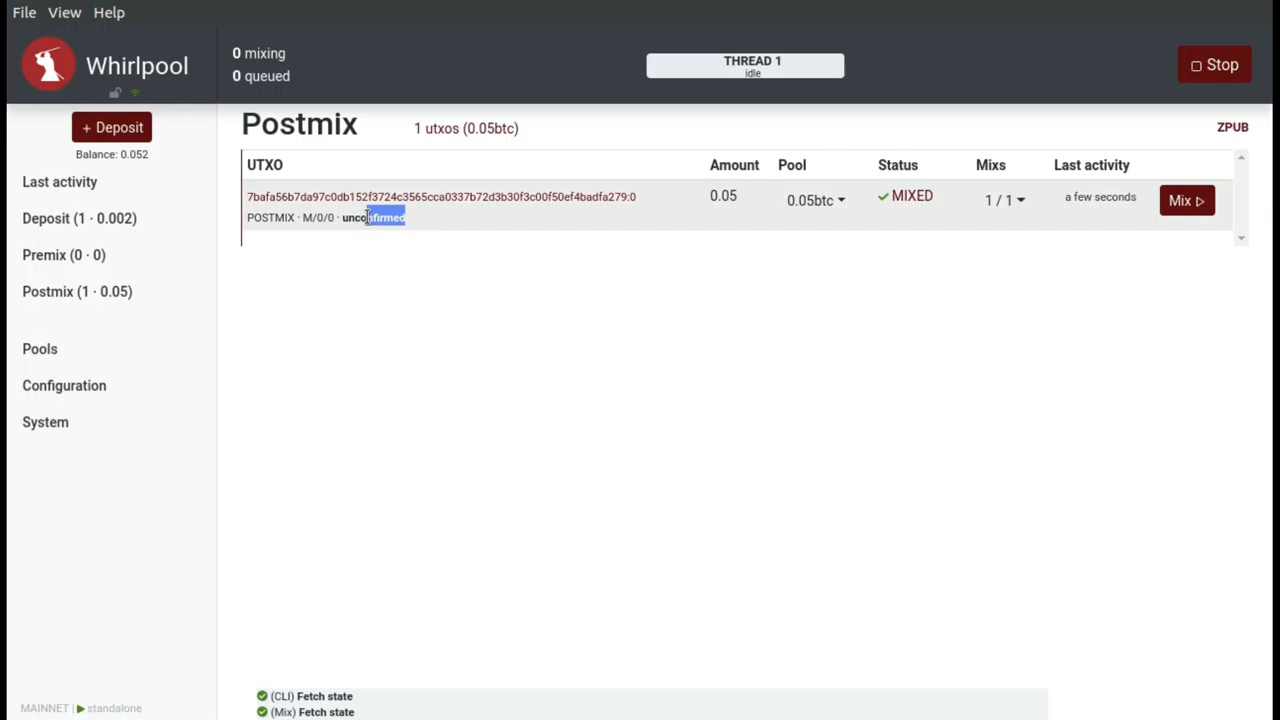 File View Help
Whirlpool
0 mixing
0 queued
THREAD 1
idle
Stop
+ Deposit
Balance: 0.052
Last activity
Deposit (1 · 0.002)
Premix (0 · 0)
Postmix (1 · 0.05)
Pools
Configuration
System
MAINNET | standalone
Postmix 1 utxos (0.05btc) ZPUB
UTXO Amount Pool Status Mixs Last activity
7bafa56b7da97c0db152f3724c3565cca0337b72d3b30f3c00f50ef4badfa279:0 0.05 0.05btc MIXED 1 / 1 a few seconds Mix
POSTMIX · M/0/0 · unconfirmed
(CLI) Fetch state
(Mix) Fetch state